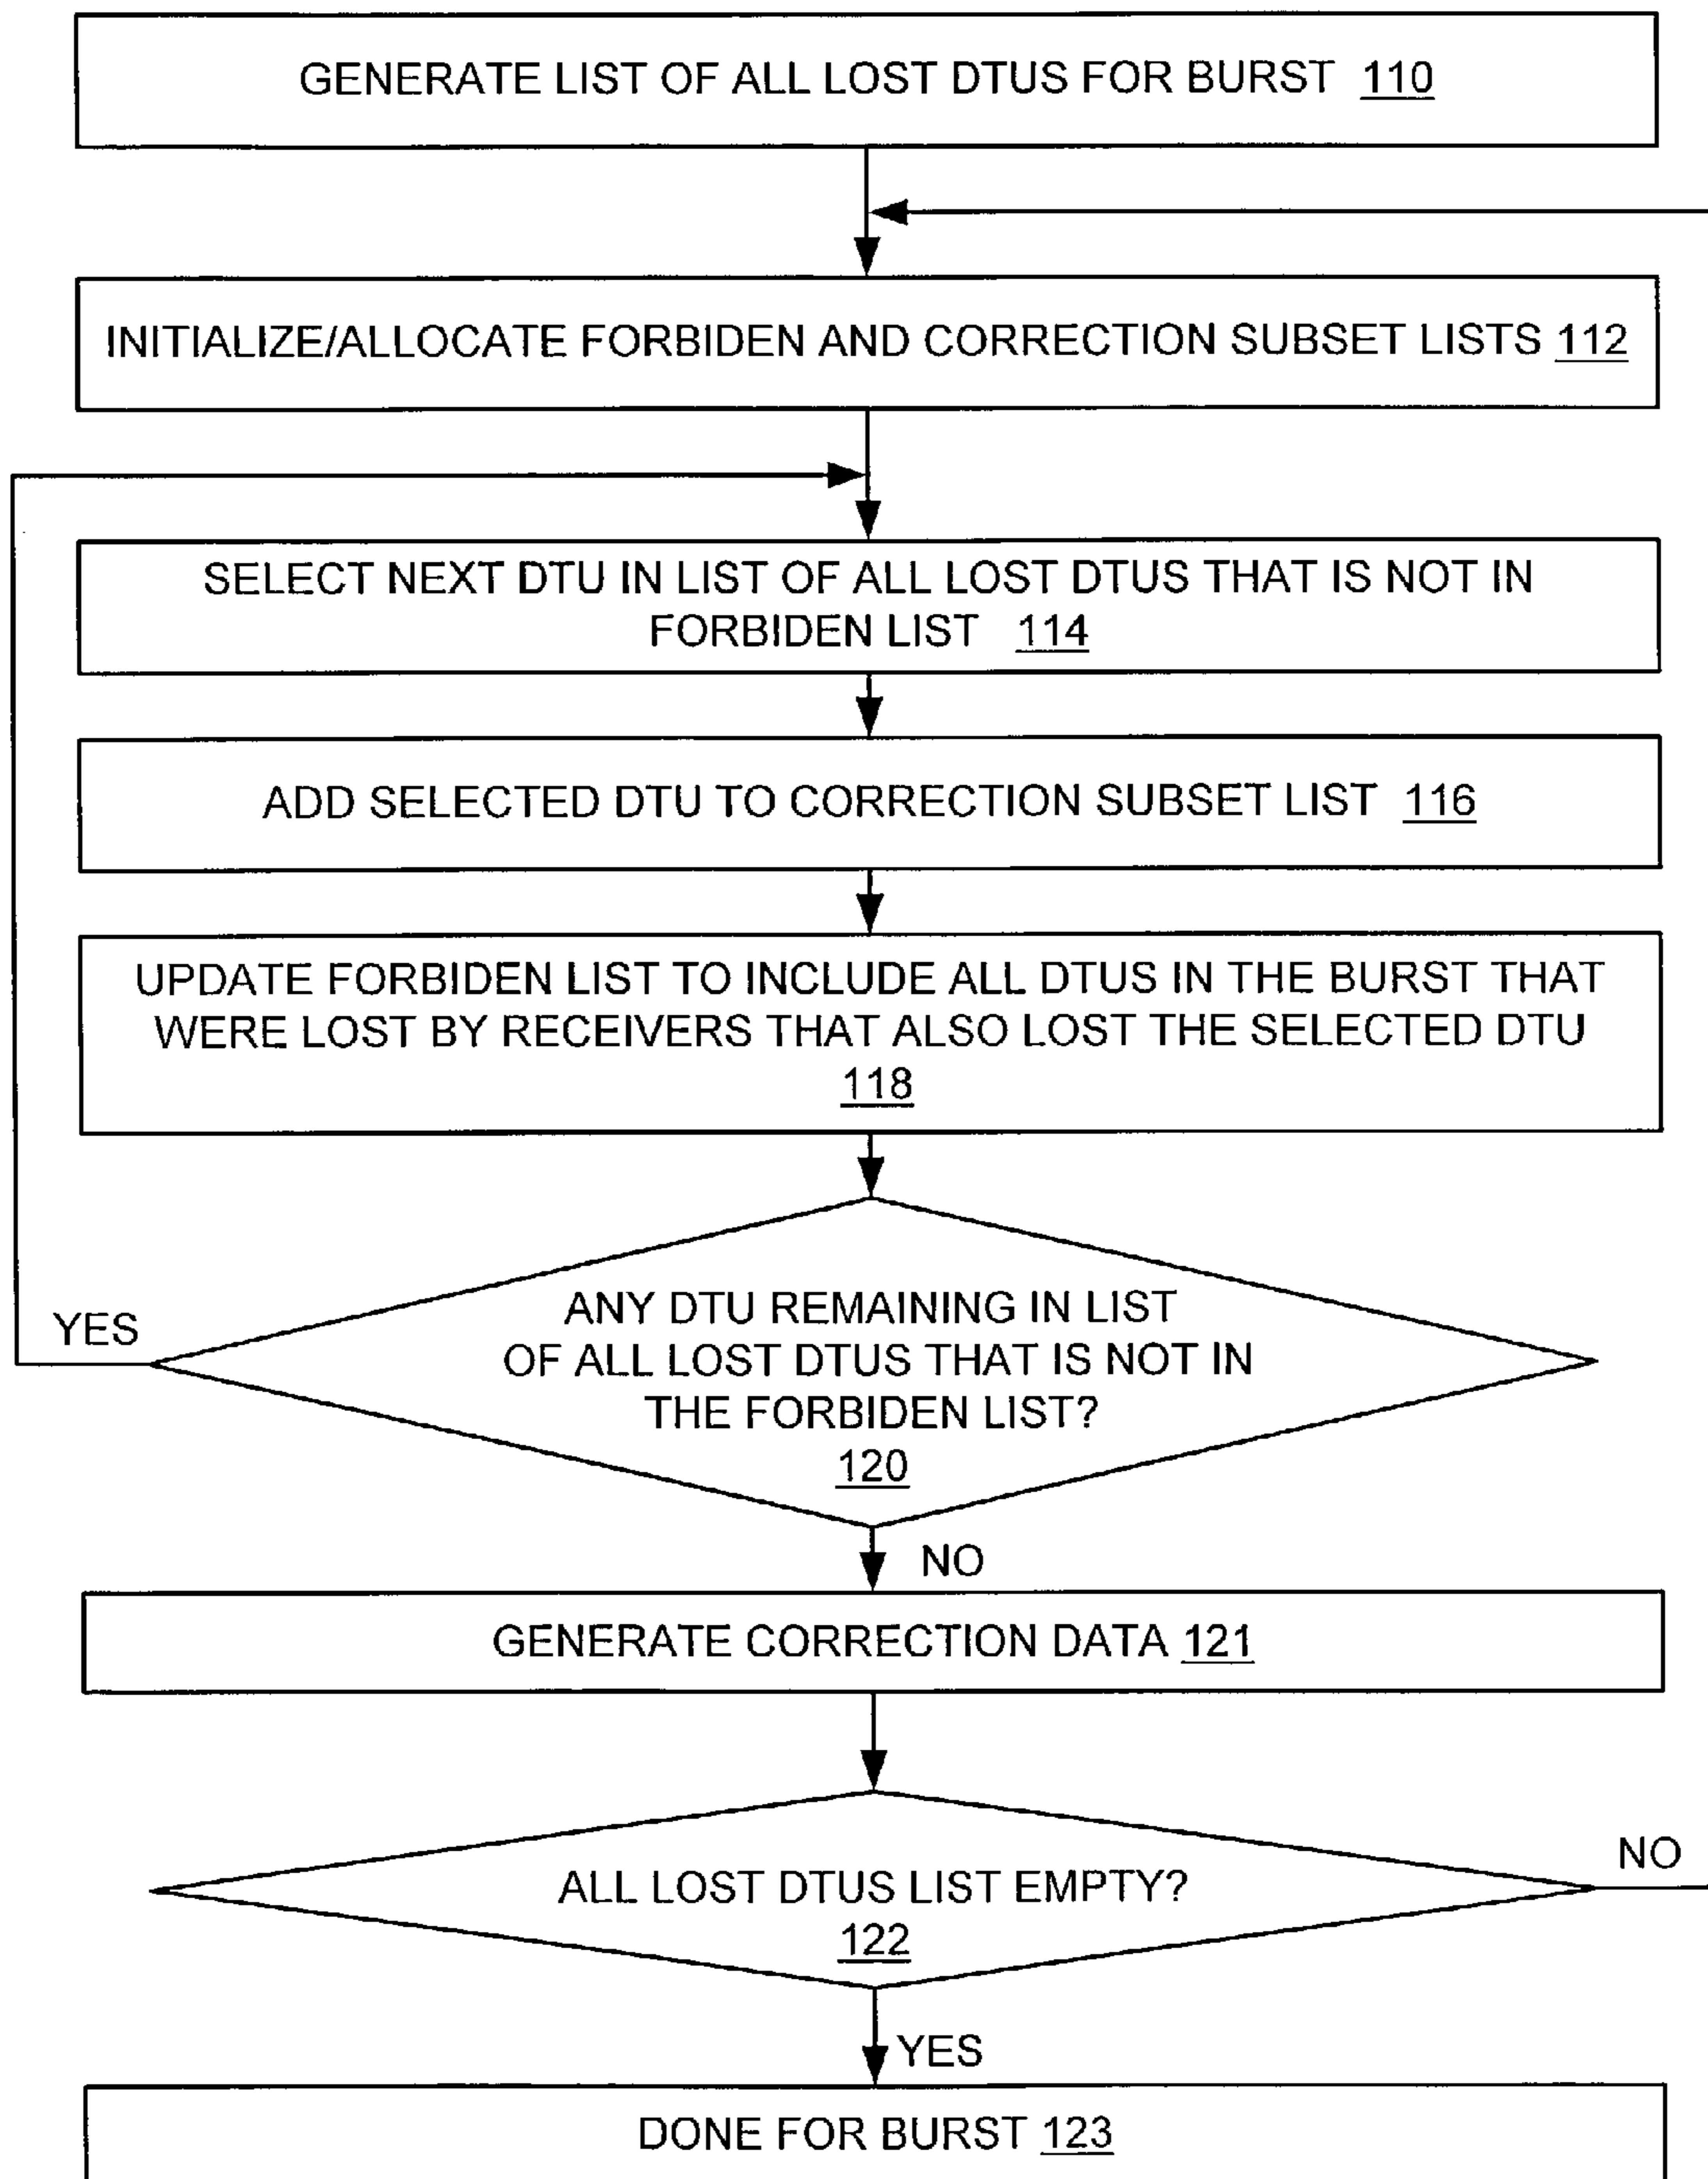 GENERATE LIST OF ALL LOST DTUS FOR BURST 110
INITIALIZE/ALLOCATE FORBIDEN AND CORRECTION SUBSET LISTS 112
SELECT NEXT DTU IN LIST OF ALL LOST DTUS THAT IS NOT IN
FORBIDEN LIST 114
ADD SELECTED DTU TO CORRECTION SUBSET LIST 116
UPDATE FORBIDEN LIST TO INCLUDE ALL DTUS IN THE BURST THAT
WERE LOST BY RECEIVERS THAT ALSO LOST THE SELECTED DTU
118
YES
ANY DTU REMAINING IN LIST
OF ALL LOST DTUS THAT IS NOT IN
THE FORBIDEN LIST?
120
NO
GENERATE CORRECTION DATA 121
NO
ALL LOST DTUS LIST EMPTY?
122
YES
DONE FOR BURST 123